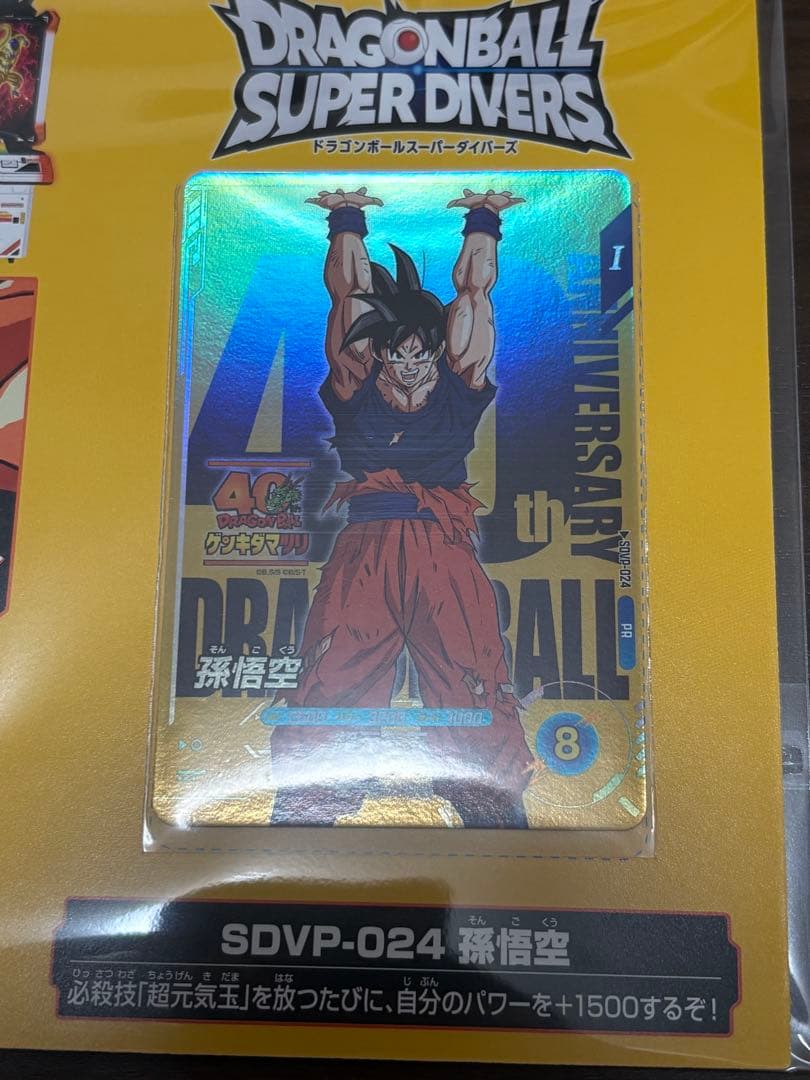 DRAGONBALL
SUPER DIVERS
ドラゴンボールスーパーダイバーズ
I
40th
ANNIVERSARY
40
DRAGON BALL
ゲンキダマツリ
▶SDVP-024
PR
DRA BALL
そん ご くう
孫悟空
8
そん ご くう
SDVP-024 孫悟空
ひっ さつ わざ ちょうげん き だま はな じ ぶん
必殺技「超元気玉」を放つたびに、自分のパワーを+1500するぞ!